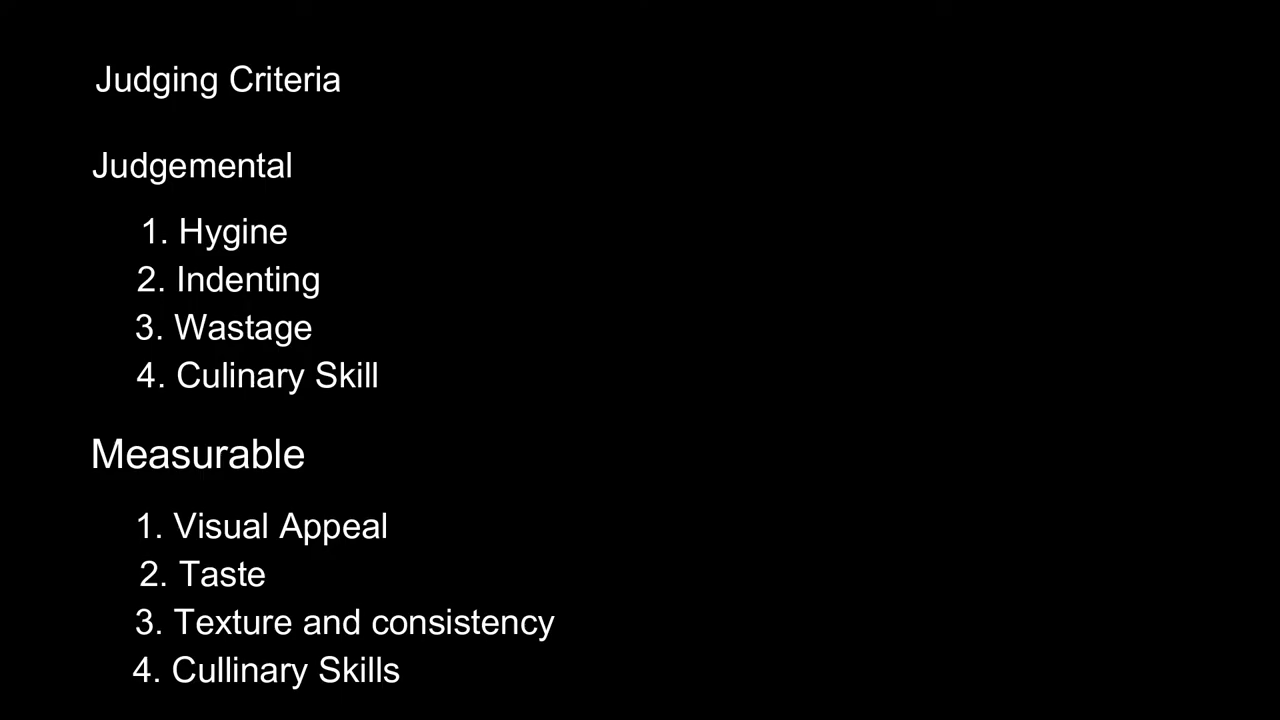 Judging Criteria
Judgemental
1. Hygine
2. Indenting
3. Wastage
4. Culinary Skill
Measurable
1. Visual Appeal
2. Taste
3. Texture and consistency
4. Cullinary Skills